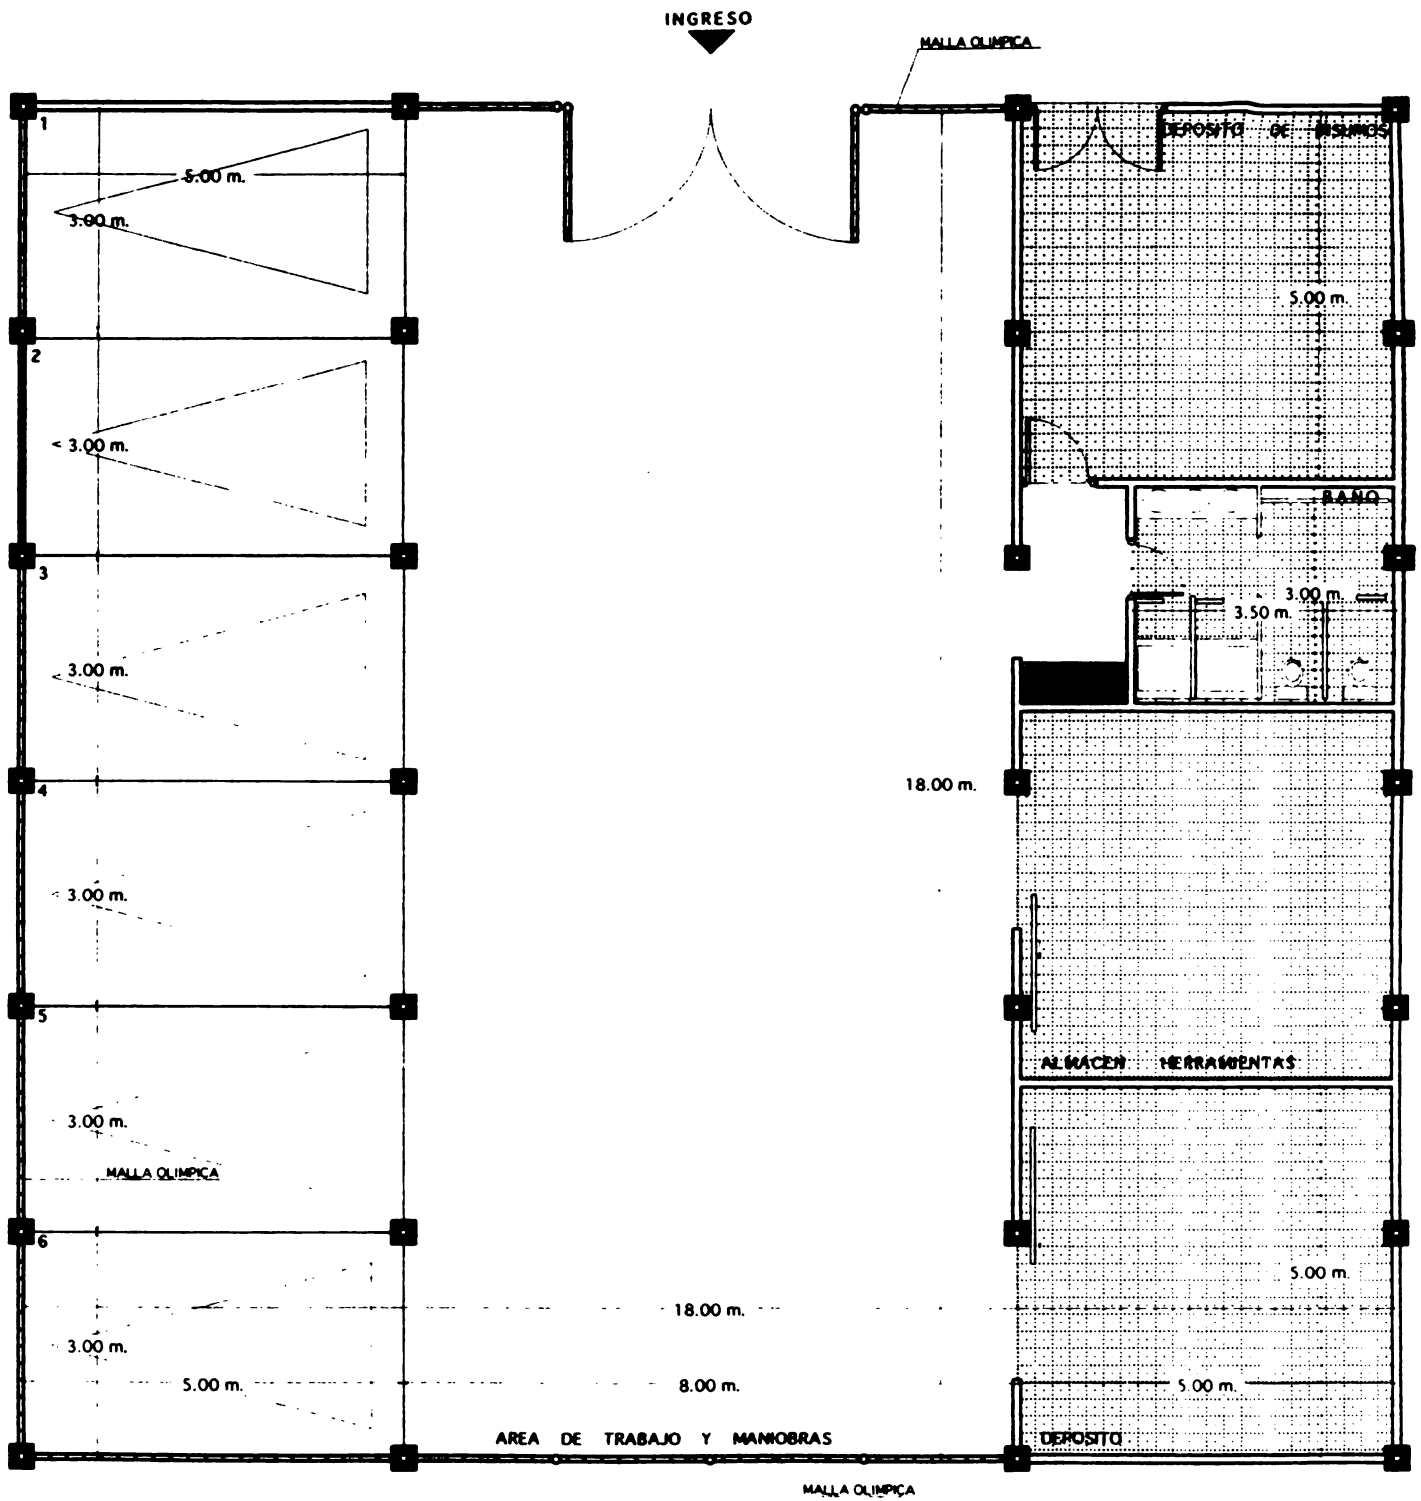 INGRESO
MALLA OLIMPICA
1
DEPOSITO DE INSUMOS
5.00 m.
3.00 m.
5.00 m.
2
3.00 m.
BAÑO
3
3.00 m.
3.50 m.
3.00 m.
4
18.00 m.
3.00 m.
5
ALMACEN HERRAMIENTAS
3.00 m.
MALLA OLIMPICA
6
5.00 m.
18.00 m.
3.00 m.
5.00 m.
8.00 m.
5.00 m.
AREA DE TRABAJO Y MANIOBRAS
DEPOSITO
MALLA OLIMPICA